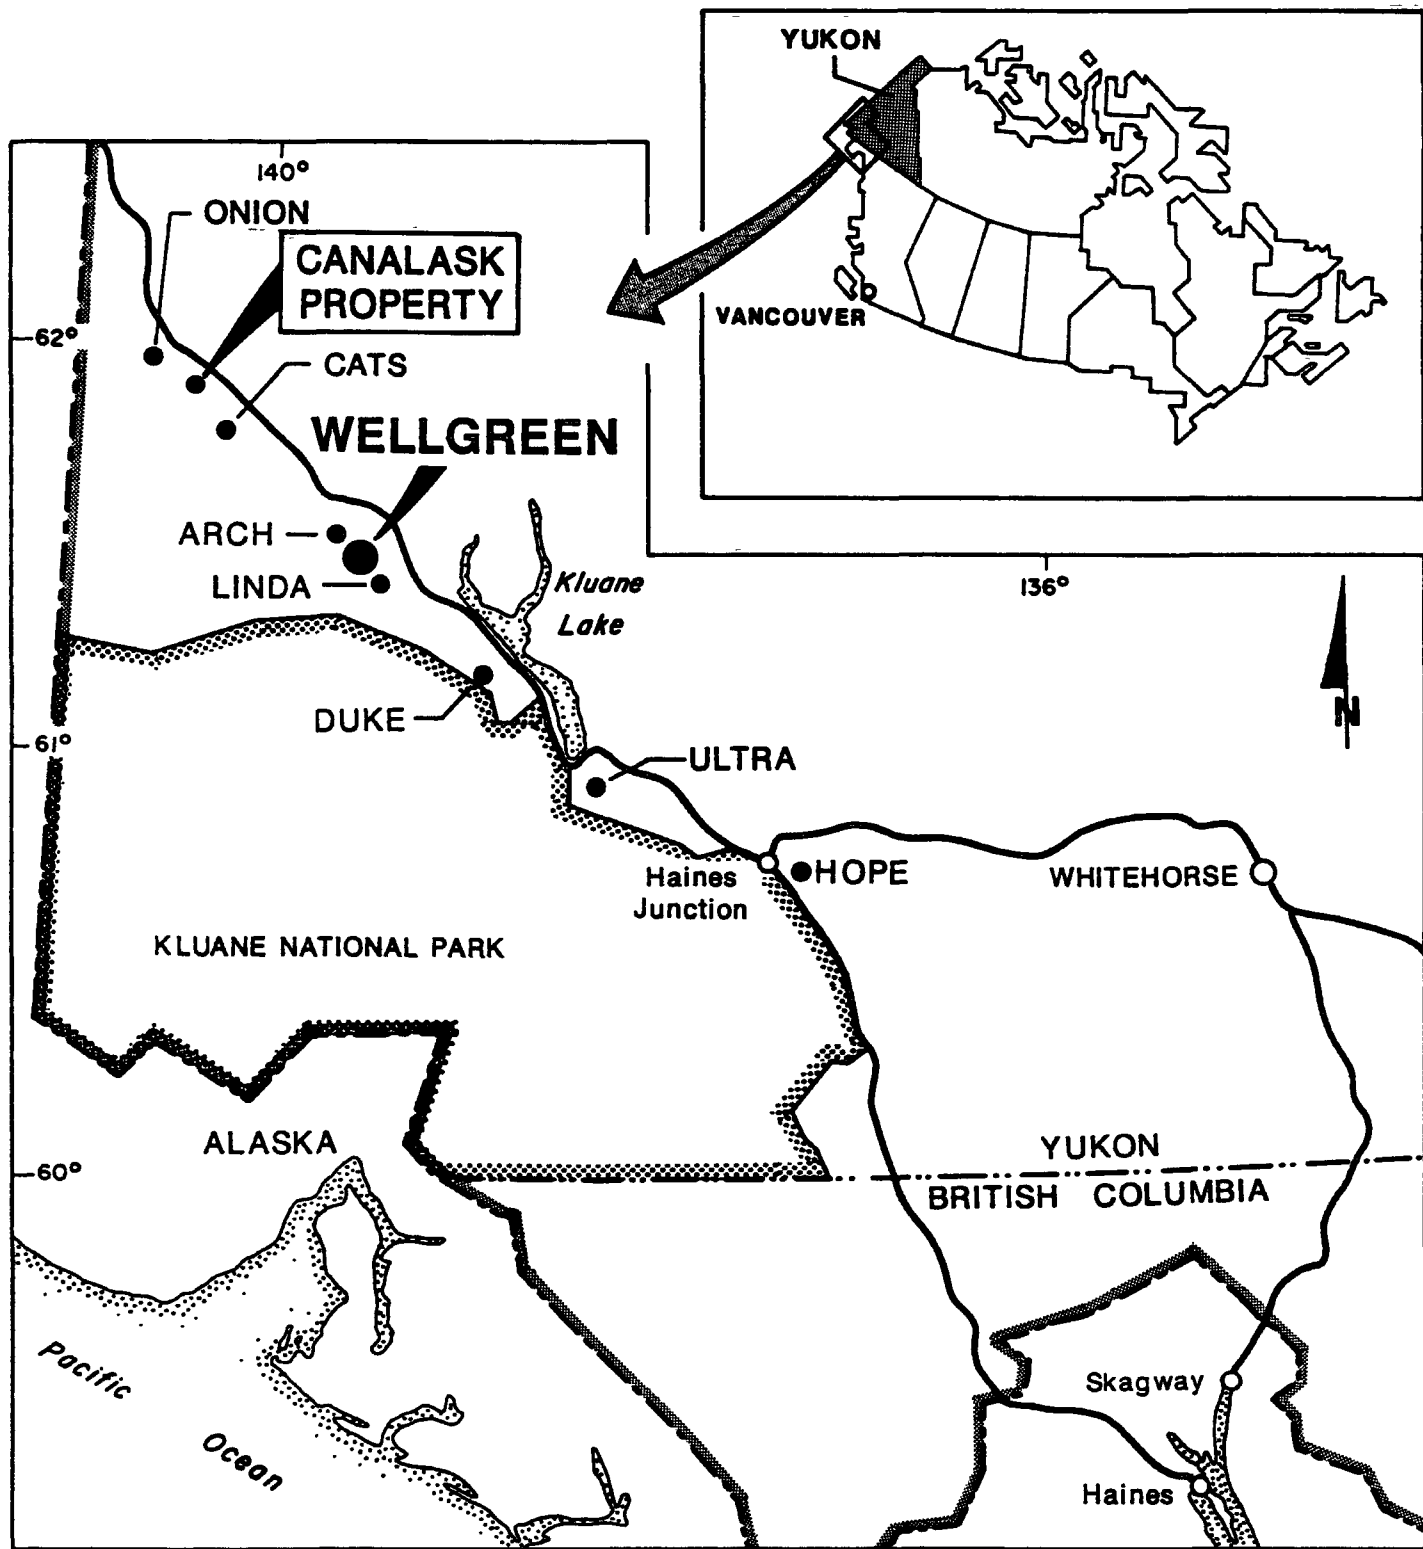 YUKON
VANCOUVER
140°
ONION
CANALASK
PROPERTY
62°
CATS
WELLGREEN
ARCH
LINDA
Kluane
Lake
136°
N
DUKE
61°
ULTRA
Haines
Junction
HOPE
WHITEHORSE
KLUANE NATIONAL PARK
ALASKA
60°
YUKON
BRITISH COLUMBIA
Pacific
Ocean
Skagway
Haines